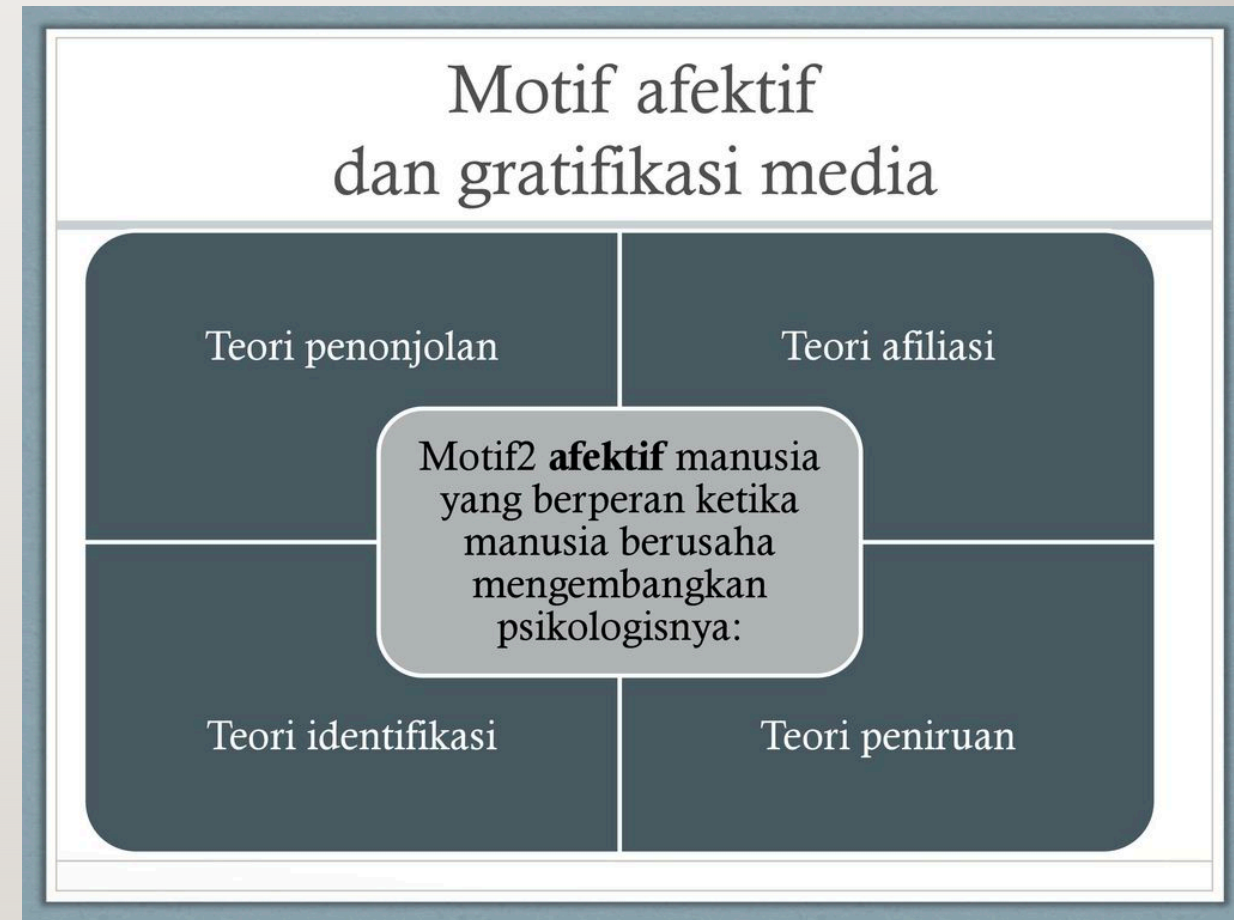 Motif afektif
dan gratifikasi media
Teori penonjolan
Teori afiliasi
Motif2 afektif manusia
yang berperan ketika
manusia berusaha
mengembangkan
psikologisnya:
Teori identifikasi
Teori peniruan